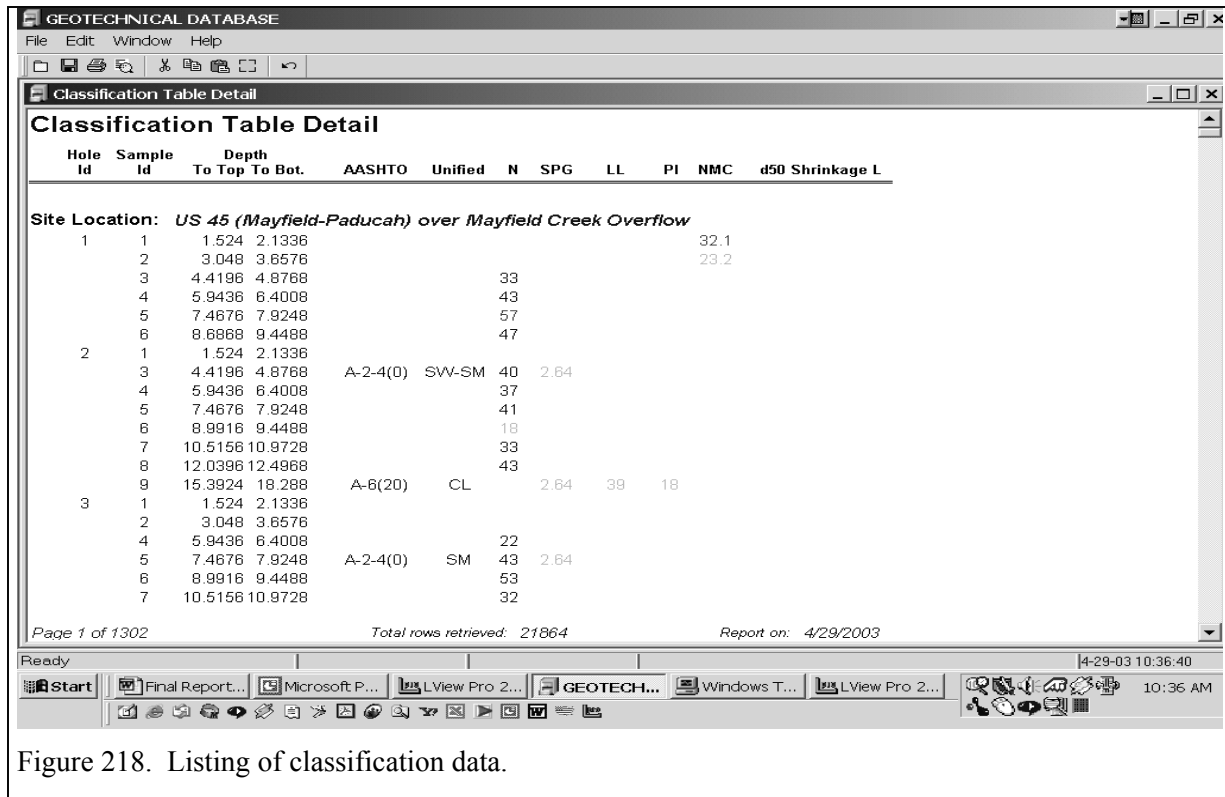 GEOTECHNICAL DATABASE
File Edit Window Help
Classification Table Detail
Classification Table Detail
Hole Id Sample Id Depth To Top To Bot. AASHTO Unified N SPG LL PI NMC d50 Shrinkage L
Site Location: US 45 (Mayfield-Paducah) over Mayfield Creek Overflow
1 1 1.524 2.1336 32.1
2 3.048 3.6576 23.2
3 4.4196 4.8768 33
4 5.9436 6.4008 43
5 7.4676 7.9248 57
6 8.6868 9.4488 47
2 1 1.524 2.1336
3 4.4196 4.8768 A-2-4(0) SW-SM 40 2.64
4 5.9436 6.4008 37
5 7.4676 7.9248 41
6 8.9916 9.4488 18
7 10.5156 10.9728 33
8 12.0396 12.4968 43
9 15.3924 18.288 A-6(20) CL 2.64 39 18
3 1 1.524 2.1336
2 3.048 3.6576
4 5.9436 6.4008 22
5 7.4676 7.9248 A-2-4(0) SM 43 2.64
6 8.9916 9.4488 53
7 10.5156 10.9728 32
Page 1 of 1302 Total rows retrieved: 21864 Report on: 4/29/2003
Ready 4-29-03 10:36:40
Start Final Report... Microsoft P... LView Pro 2... GEOTECH... Windows T... LView Pro 2... 10:36 AM
Figure 218. Listing of classification data.